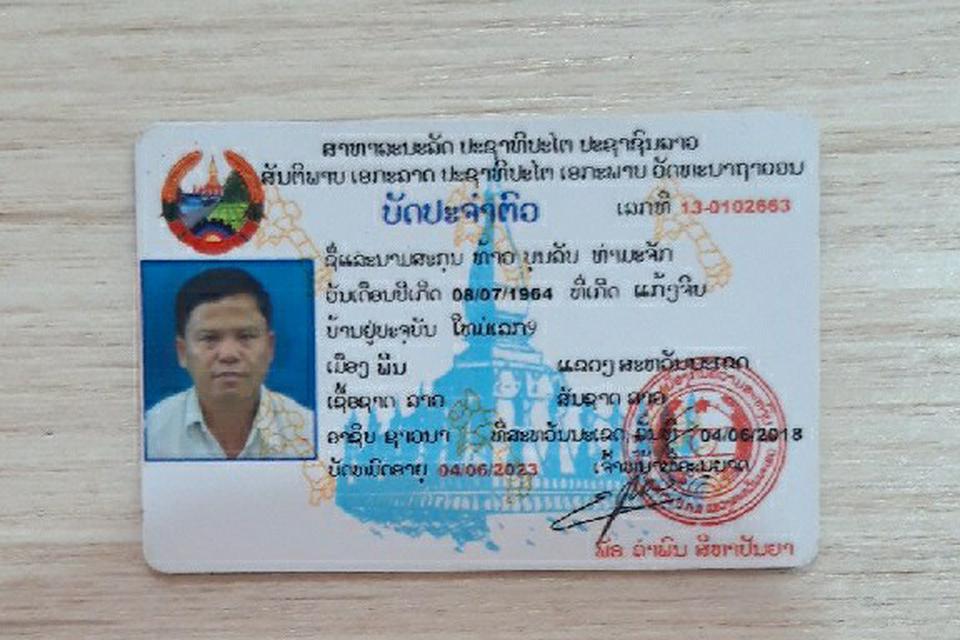 ສາທາລະນະລັດ ປະຊາທິປະໄຕ ປະຊາຊົນລາວ
ສັນຕິພາບ ເອກະລາດ ປະຊາທິປະໄຕ ເອກະພາບ ວັດທະນາຖາວອນ
ບັດປະຈຳຕົວ
ເລກທີ 13-0102663
ຊື່ແລະນາມສະກຸນ ທ້າວ ບຸນລັບ ທຳມະຈັກ
ວັນເດືອນປີເກີດ 08/07/1964 ທີ່ເກີດ ແກ້ງຈີບ
ບ້ານຢູ່ປະຈຸບັນ ໃໝ່ເລກ9
ເມືອງ ພີນ ແຂວງ ສະຫວັນນະເຂດ
ເຊື້ອຊາດ ລາວ ສັນຊາດ ລາວ
ອາຊີບ ຊາວນາ ທີ່ສະຫວັນນະເຂດ, ວັນທີ 04/06/2018
ບັດໝົດອາຍຸ 04/06/2023 ເຈົ້າໜ້າທີ່ອະນຸຍາດ
ພັອ ຄຳພົນ ສີທາປັນຍາ